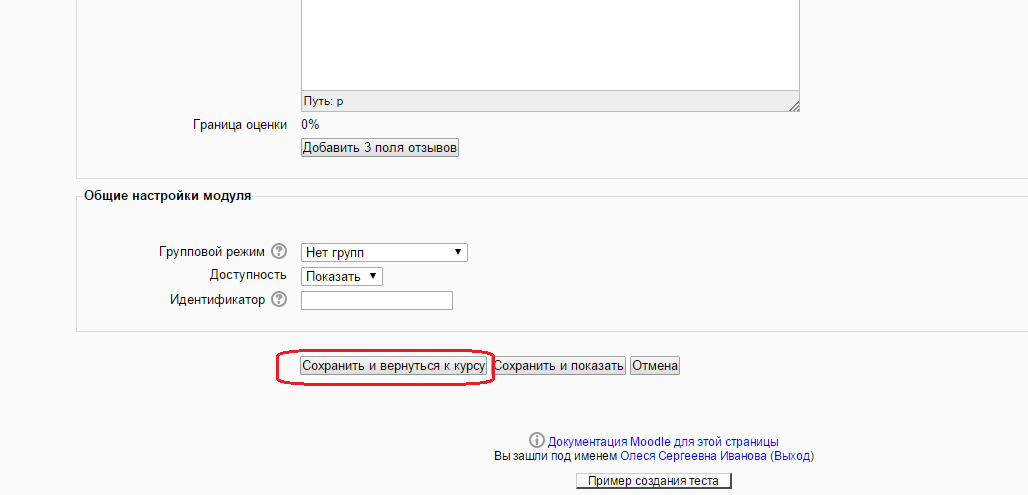 Путь: p
Граница оценки 0%
Добавить 3 поля отзывов
Общие настройки модуля
Групповой режим ? Нет групп
Доступность Показать
Идентификатор ?
Сохранить и вернуться к курсу Сохранить и показать Отмена
Документация Moodle для этой страницы
Вы зашли под именем Олеся Сергеевна Иванова (Выход)
Пример создания теста